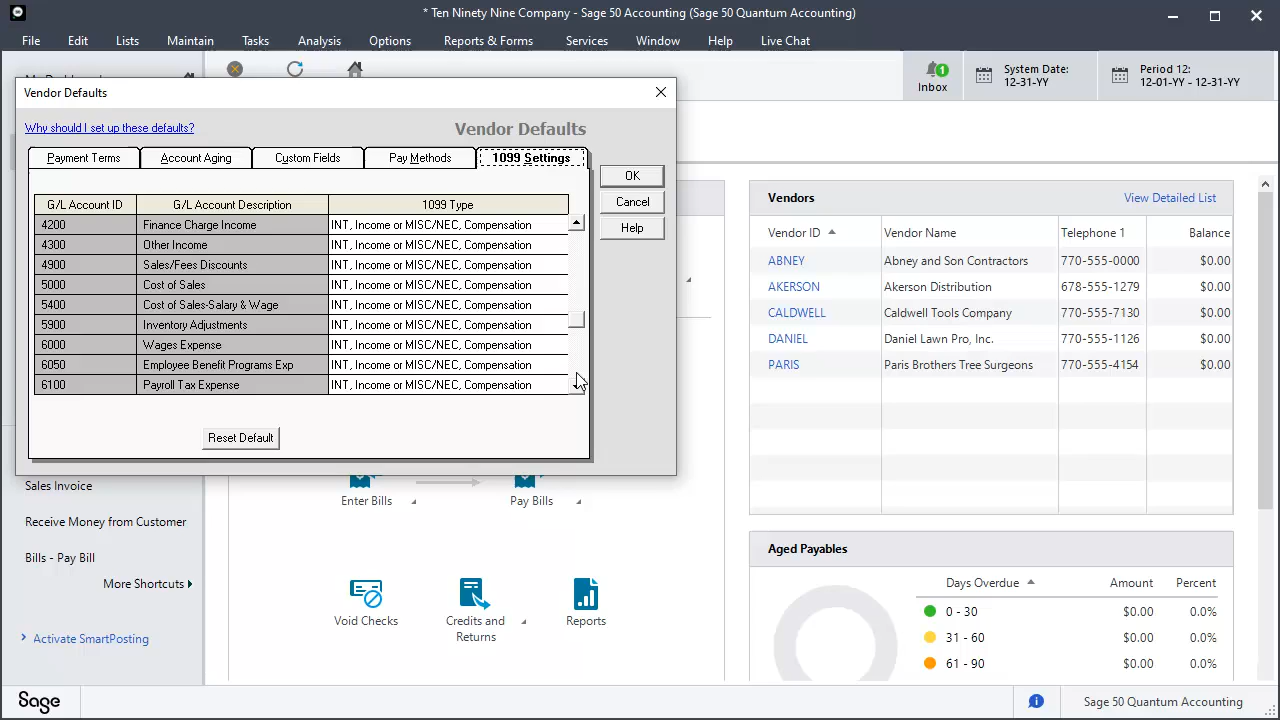 * Ten Ninety Nine Company - Sage 50 Accounting (Sage 50 Quantum Accounting)
File Edit Lists Maintain Tasks Analysis Options Reports & Forms Services Window Help Live Chat
Inbox
1
System Date:
12-31-YY
Period 12:
12-01-YY - 12-31-YY
Vendor Defaults
Why should I set up these defaults?
Vendor Defaults
Payment Terms Account Aging Custom Fields Pay Methods 1099 Settings
OK
Cancel
Help
G/L Account ID G/L Account Description 1099 Type
4200 Finance Charge Income INT, Income or MISC/NEC, Compensation
4300 Other Income INT, Income or MISC/NEC, Compensation
4900 Sales/Fees Discounts INT, Income or MISC/NEC, Compensation
5000 Cost of Sales INT, Income or MISC/NEC, Compensation
5400 Cost of Sales-Salary & Wage INT, Income or MISC/NEC, Compensation
5900 Inventory Adjustments INT, Income or MISC/NEC, Compensation
6000 Wages Expense INT, Income or MISC/NEC, Compensation
6050 Employee Benefit Programs Exp INT, Income or MISC/NEC, Compensation
6100 Payroll Tax Expense INT, Income or MISC/NEC, Compensation
Reset Default
Vendors View Detailed List
Vendor ID Vendor Name Telephone 1 Balance
ABNEY Abney and Son Contractors 770-555-0000 $0.00
AKERSON Akerson Distribution 678-555-1279 $0.00
CALDWELL Caldwell Tools Company 770-555-7130 $0.00
DANIEL Daniel Lawn Pro, Inc. 770-555-1126 $0.00
PARIS Paris Brothers Tree Surgeons 770-555-4154 $0.00
Sales Invoice
Receive Money from Customer
Bills - Pay Bill
More Shortcuts
Activate SmartPosting
Enter Bills Pay Bills
Void Checks
Credits and
Returns
Reports
Aged Payables
Days Overdue Amount Percent
0 - 30 $0.00 0.0%
31 - 60 $0.00 0.0%
61 - 90 $0.00 0.0%
Sage
Sage 50 Quantum Accounting